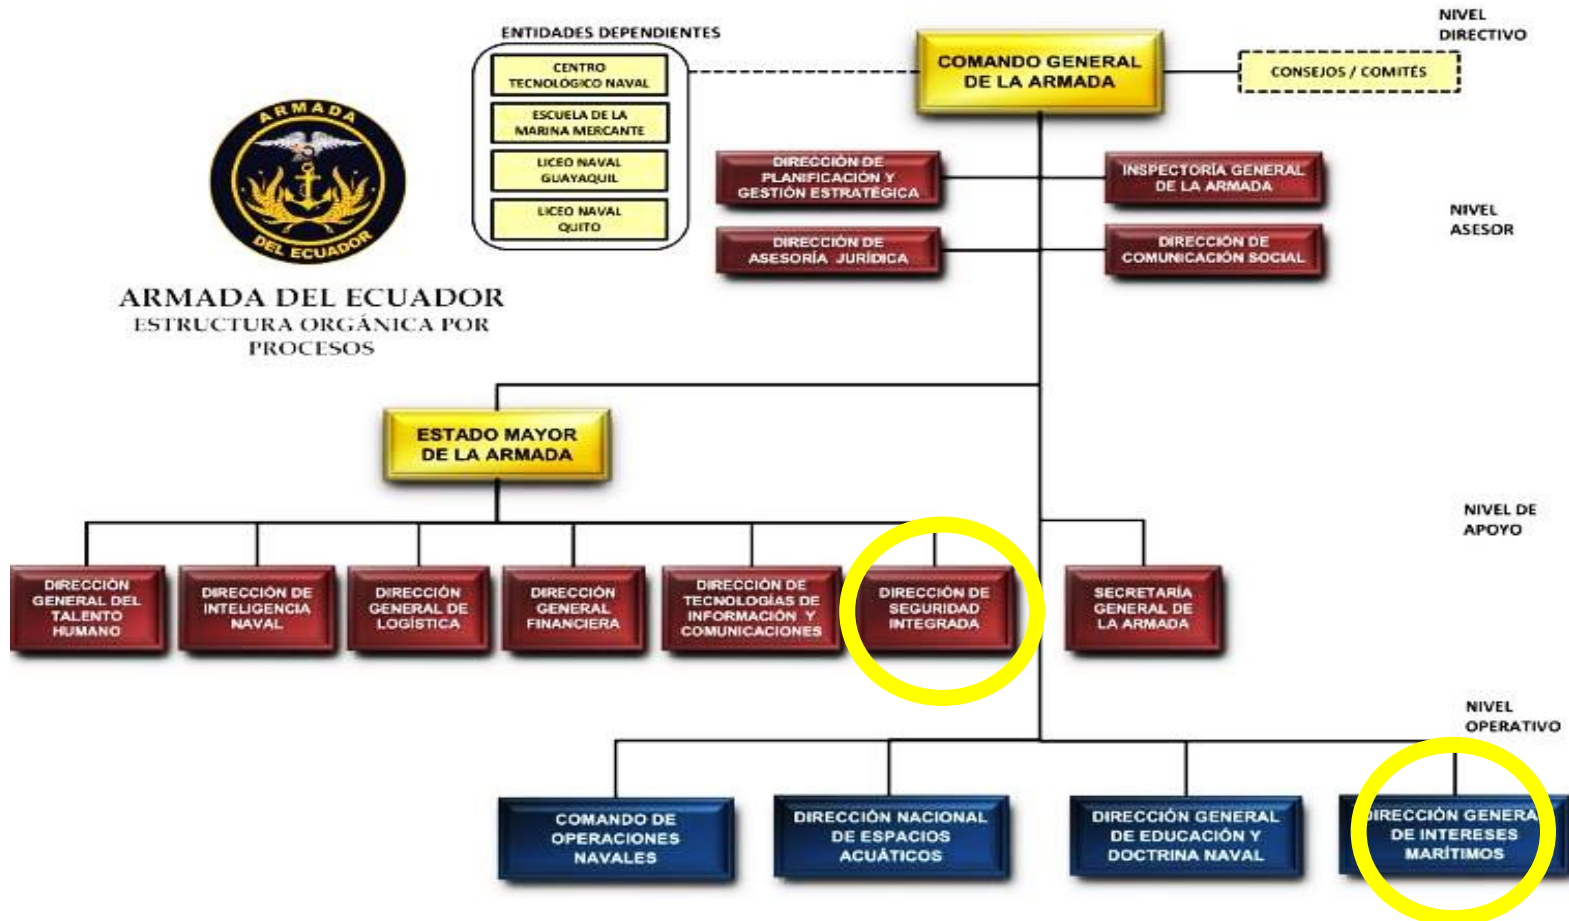 NIVEL
DIRECTIVO
ENTIDADES DEPENDIENTES
CENTRO
TECNOLÓGICO NAVAL
ESCUELA DE LA
MARINA MERCANTE
LICEO NAVAL
GUAYAQUIL
LICEO NAVAL
QUITO
COMANDO GENERAL
DE LA ARMADA
CONSEJOS / COMITÉS
ARMADA
DEL ECUADOR
ARMADA DEL ECUADOR
ESTRUCTURA ORGÁNICA POR
PROCESOS
DIRECCIÓN DE
PLANIFICACIÓN Y
GESTIÓN ESTRATÉGICA
INSPECTORÍA GENERAL
DE LA ARMADA
NIVEL
ASESOR
DIRECCIÓN DE
ASESORÍA JURÍDICA
DIRECCIÓN DE
COMUNICACIÓN SOCIAL
ESTADO MAYOR
DE LA ARMADA
NIVEL DE
APOYO
DIRECCIÓN
GENERAL DEL
TALENTO
HUMANO
DIRECCIÓN DE
INTELIGENCIA
NAVAL
DIRECCIÓN
GENERAL DE
LOGÍSTICA
DIRECCIÓN
GENERAL
FINANCIERA
DIRECCIÓN DE
TECNOLOGÍAS DE
INFORMACIÓN Y
COMUNICACIONES
DIRECCIÓN DE
SEGURIDAD
INTEGRADA
SECRETARÍA
GENERAL DE
LA ARMADA
NIVEL
OPERATIVO
COMANDO DE
OPERACIONES
NAVALES
DIRECCIÓN NACIONAL
DE ESPACIOS
ACUÁTICOS
DIRECCIÓN GENERAL
DE EDUCACIÓN Y
DOCTRINA NAVAL
DIRECCIÓN GENERA
DE INTERESES
MARÍTIMOS